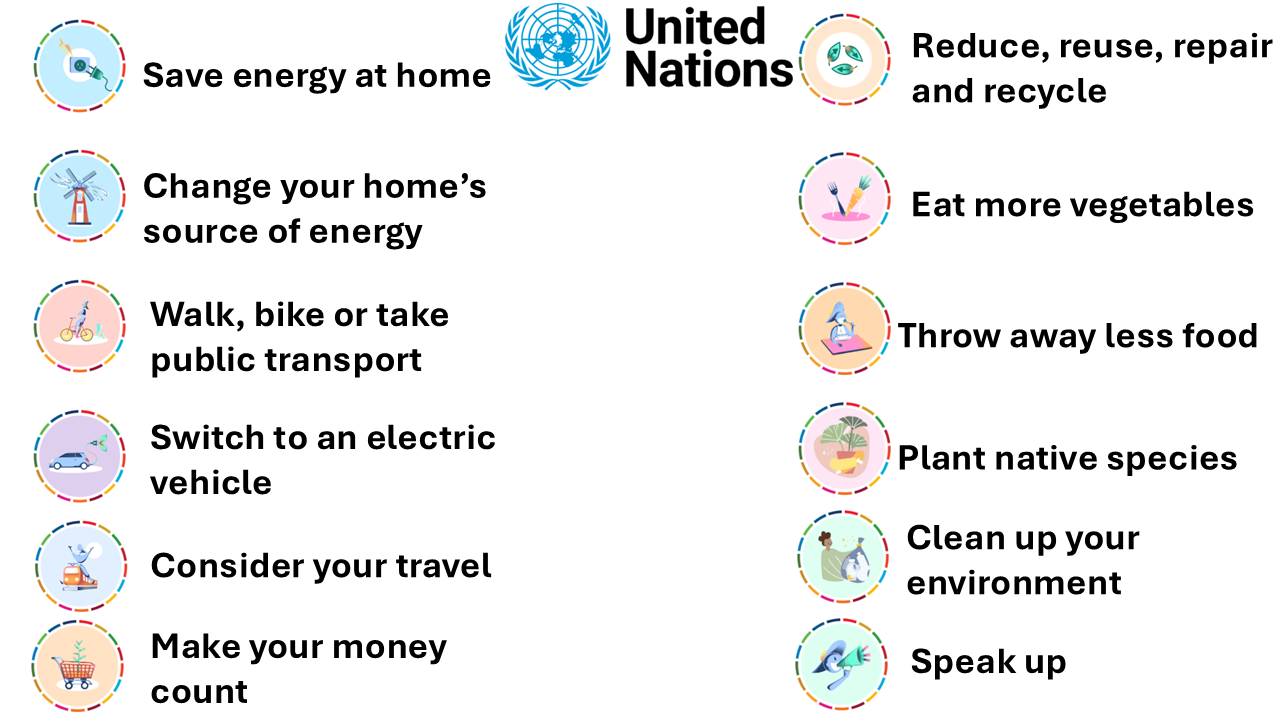 Save energy at home
Change your home’s
source of energy
Walk, bike or take
public transport
Switch to an electric
vehicle
Consider your travel
Make your money
count
United
Nations
Reduce, reuse, repair
and recycle
Eat more vegetables
Throw away less food
Plant native species
Clean up your
environment
Speak up